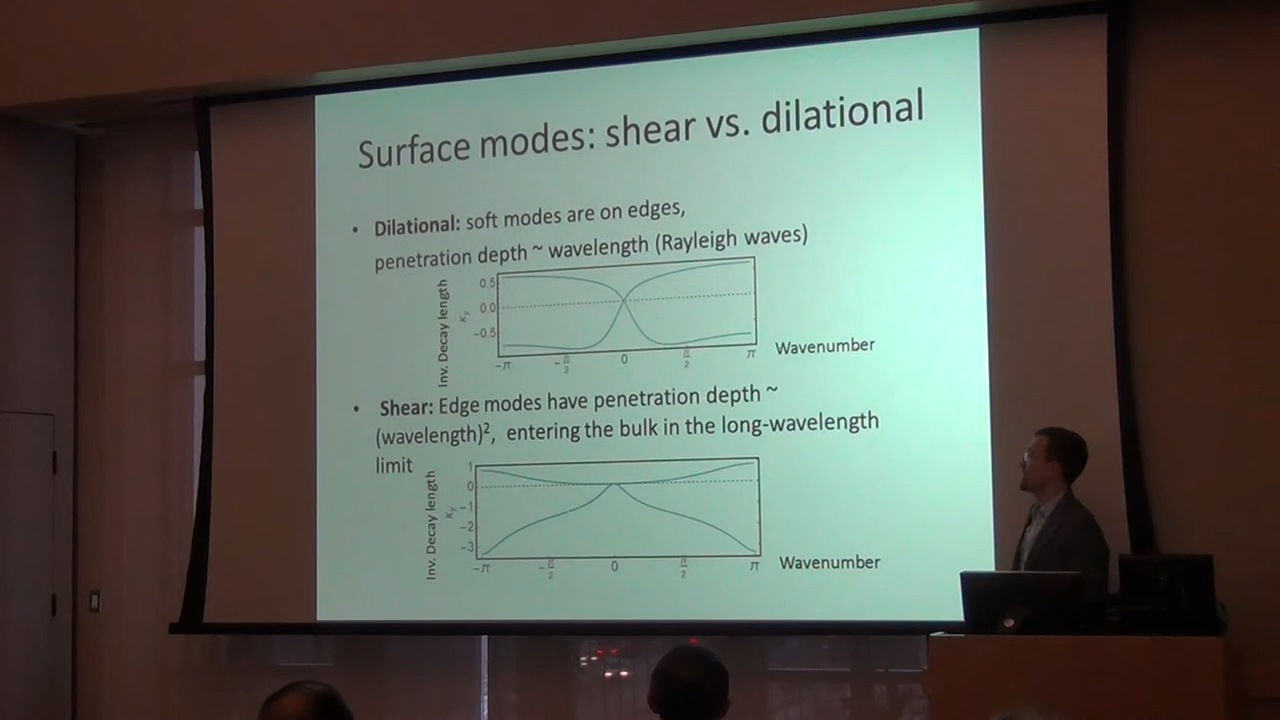 Surface modes: shear vs. dilational
• Dilational: soft modes are on edges,
penetration depth ~ wavelength (Rayleigh waves)
Inv. Decay length
κy
0.5
0.0
-0.5
-π
-π/2
0
π/2
π
Wavenumber
• Shear: Edge modes have penetration depth ~
(wavelength)², entering the bulk in the long-wavelength
limit
Inv. Decay length
κy
1
0
-1
-2
-3
-π
-π/2
0
π/2
π
Wavenumber